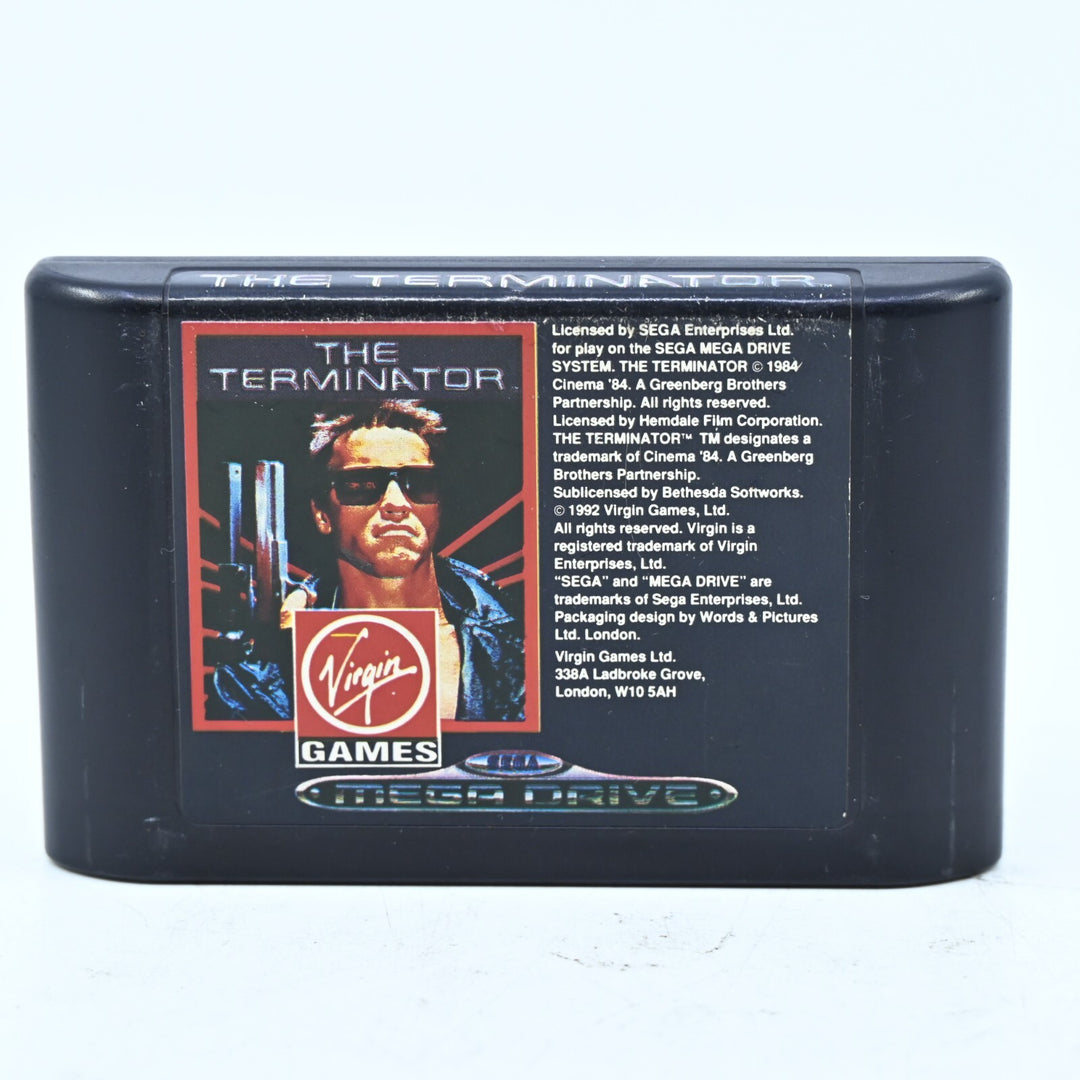 THE TERMINATOR
THE
TERMINATOR
Virgin
GAMES
Licensed by SEGA Enterprises Ltd.
for play on the SEGA MEGA DRIVE
SYSTEM. THE TERMINATOR © 1984
Cinema '84. A Greenberg Brothers
Partnership. All rights reserved.
Licensed by Hemdale Film Corporation.
THE TERMINATOR™ TM designates a
trademark of Cinema '84. A Greenberg
Brothers Partnership.
Sublicensed by Bethesda Softworks.
© 1992 Virgin Games, Ltd.
All rights reserved. Virgin is a
registered trademark of Virgin
Enterprises, Ltd.
“SEGA” and “MEGA DRIVE” are
trademarks of Sega Enterprises, Ltd.
Packaging design by Words & Pictures
Ltd. London.
Virgin Games Ltd.
338A Ladbroke Grove,
London, W10 5AH
SEGA
MEGA DRIVE